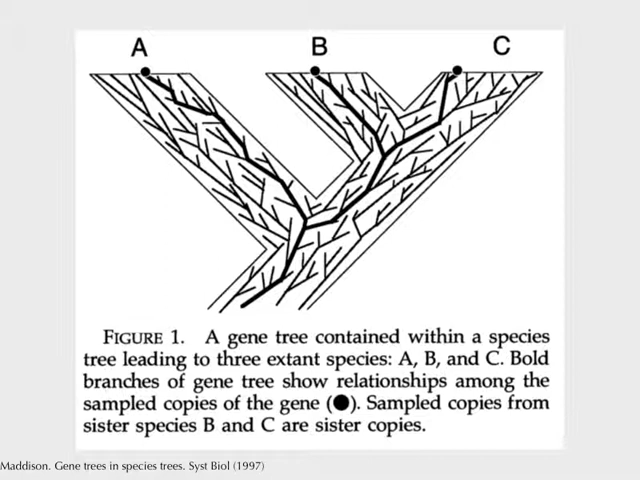 A B C
FIGURE 1. A gene tree contained within a species
tree leading to three extant species: A, B, and C. Bold
branches of gene tree show relationships among the
sampled copies of the gene (●). Sampled copies from
sister species B and C are sister copies.
Maddison. Gene trees in species trees. Syst Biol (1997)